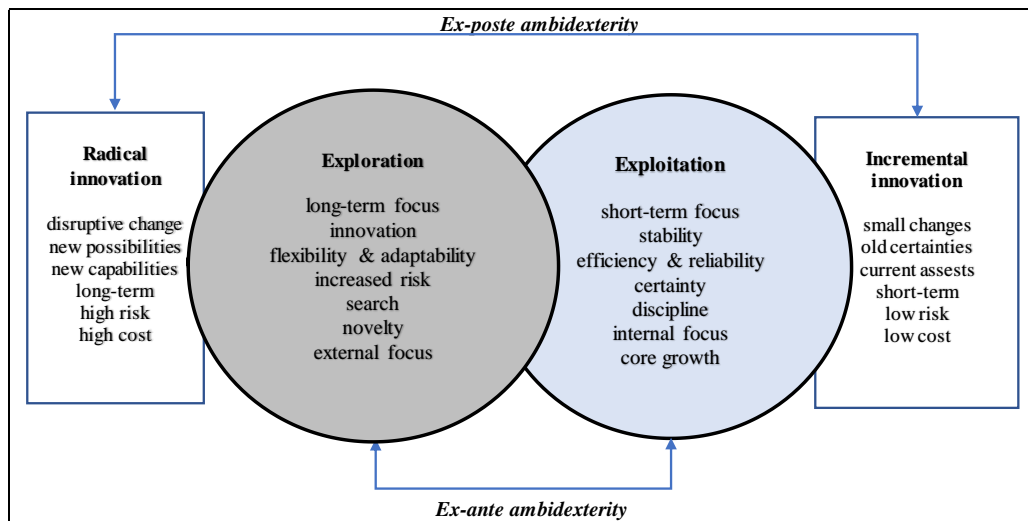 Ex-poste ambidexterity
Radical
innovation
disruptive change
new possibilities
new capabilities
long-term
high risk
high cost
Exploration
long-term focus
innovation
flexibility & adaptability
increased risk
search
novelty
external focus
Exploitation
short-term focus
stability
efficiency & reliability
certainty
discipline
internal focus
core growth
Incremental
innovation
small changes
old certainties
current assests
short-term
low risk
low cost
Ex-ante ambidexterity